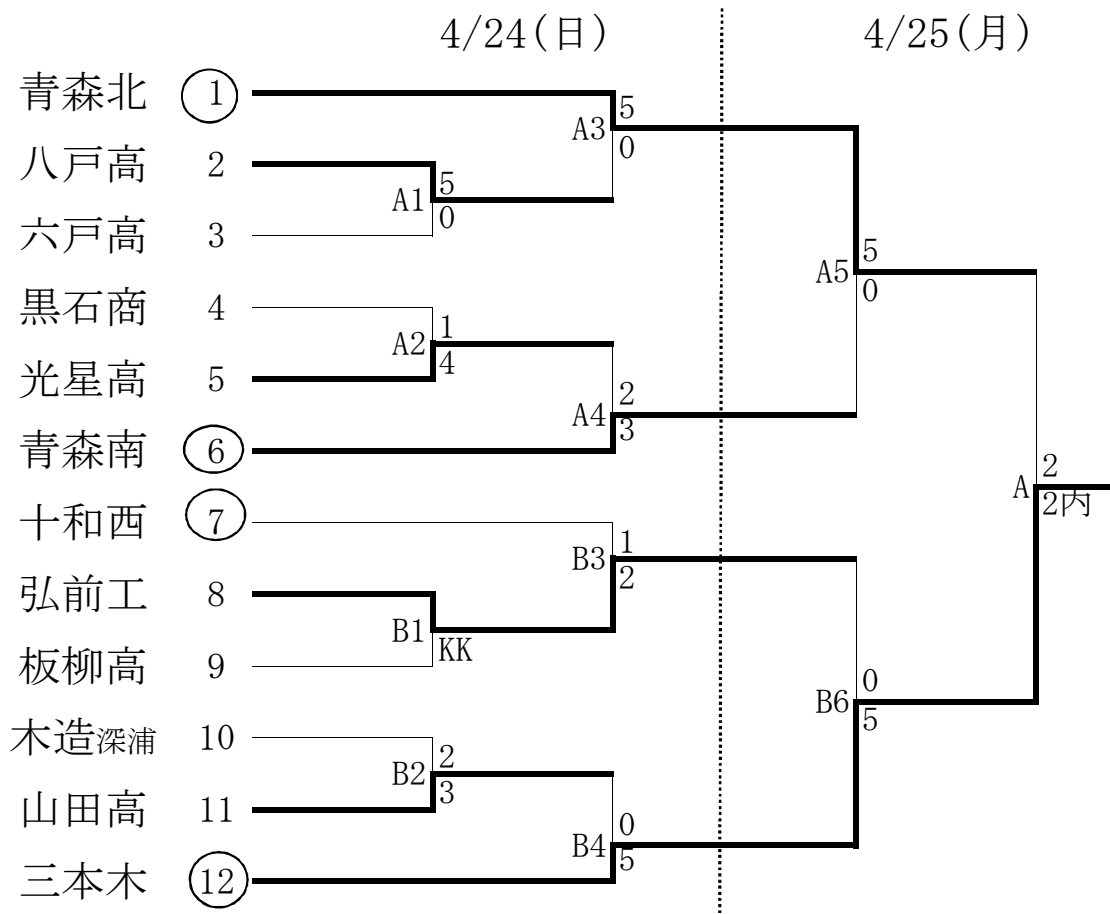 4/24(日) 4/25(月)
青森北 1
5
A3
0
八戸高 2
5
A1
0
六戸高 3
5
A5
0
黒石商 4
1
A2
4
光星高 5
2
A4
3
青森南 6
2
A
2内
十和西 7
1
B3
2
弘前工 8
B1
KK
板柳高 9
0
B6
5
木造深浦 10
2
B2
3
山田高 11
0
B4
5
三本木 12